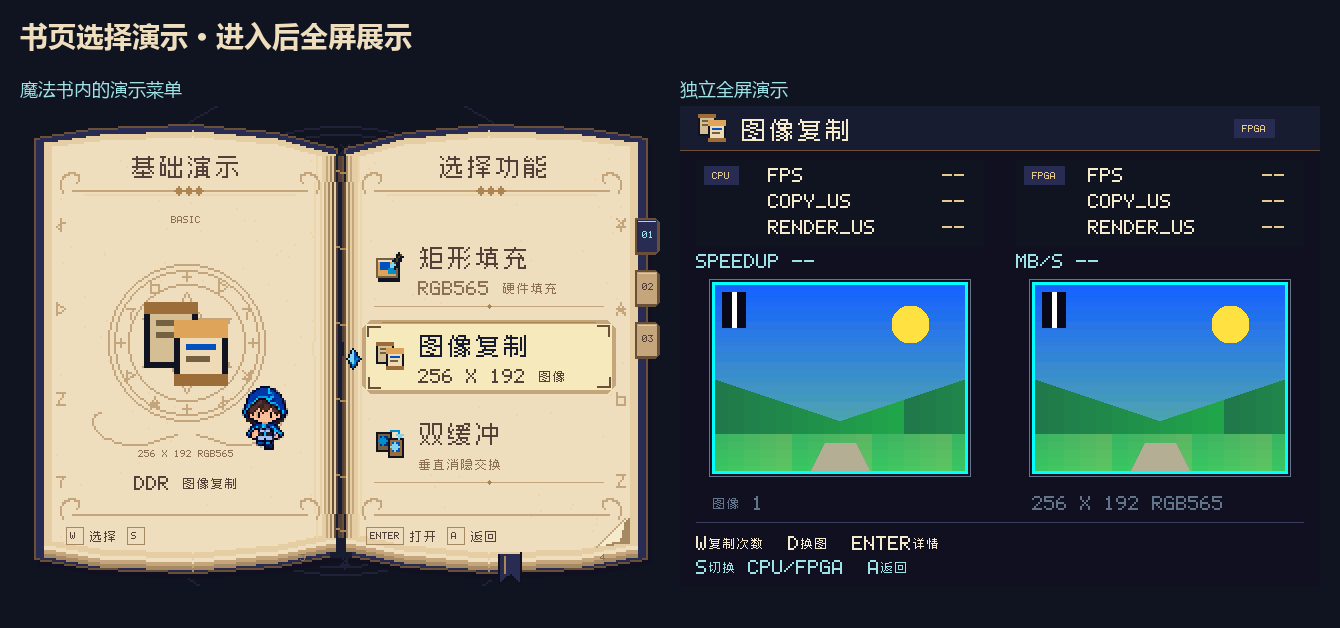 书页选择演示・进入后全屏展示
魔法书内的演示菜单
基础演示
BASIC
256 X 192 RGB565
DDR 图像复制
W 选择 S
选择功能
矩形填充
RGB565 硬件填充
图像复制
256 X 192 图像
双缓冲
垂直消隐交换
ENTER 打开 A 返回
01
02
03
独立全屏演示
图像复制 FPGA
CPU FPS --
COPY_US --
RENDER_US --
SPEEDUP --
FPGA FPS --
COPY_US --
RENDER_US --
MB/S --
图像 1
256 X 192 RGB565
W复制次数 D换图 ENTER详情
S切换 CPU/FPGA A返回